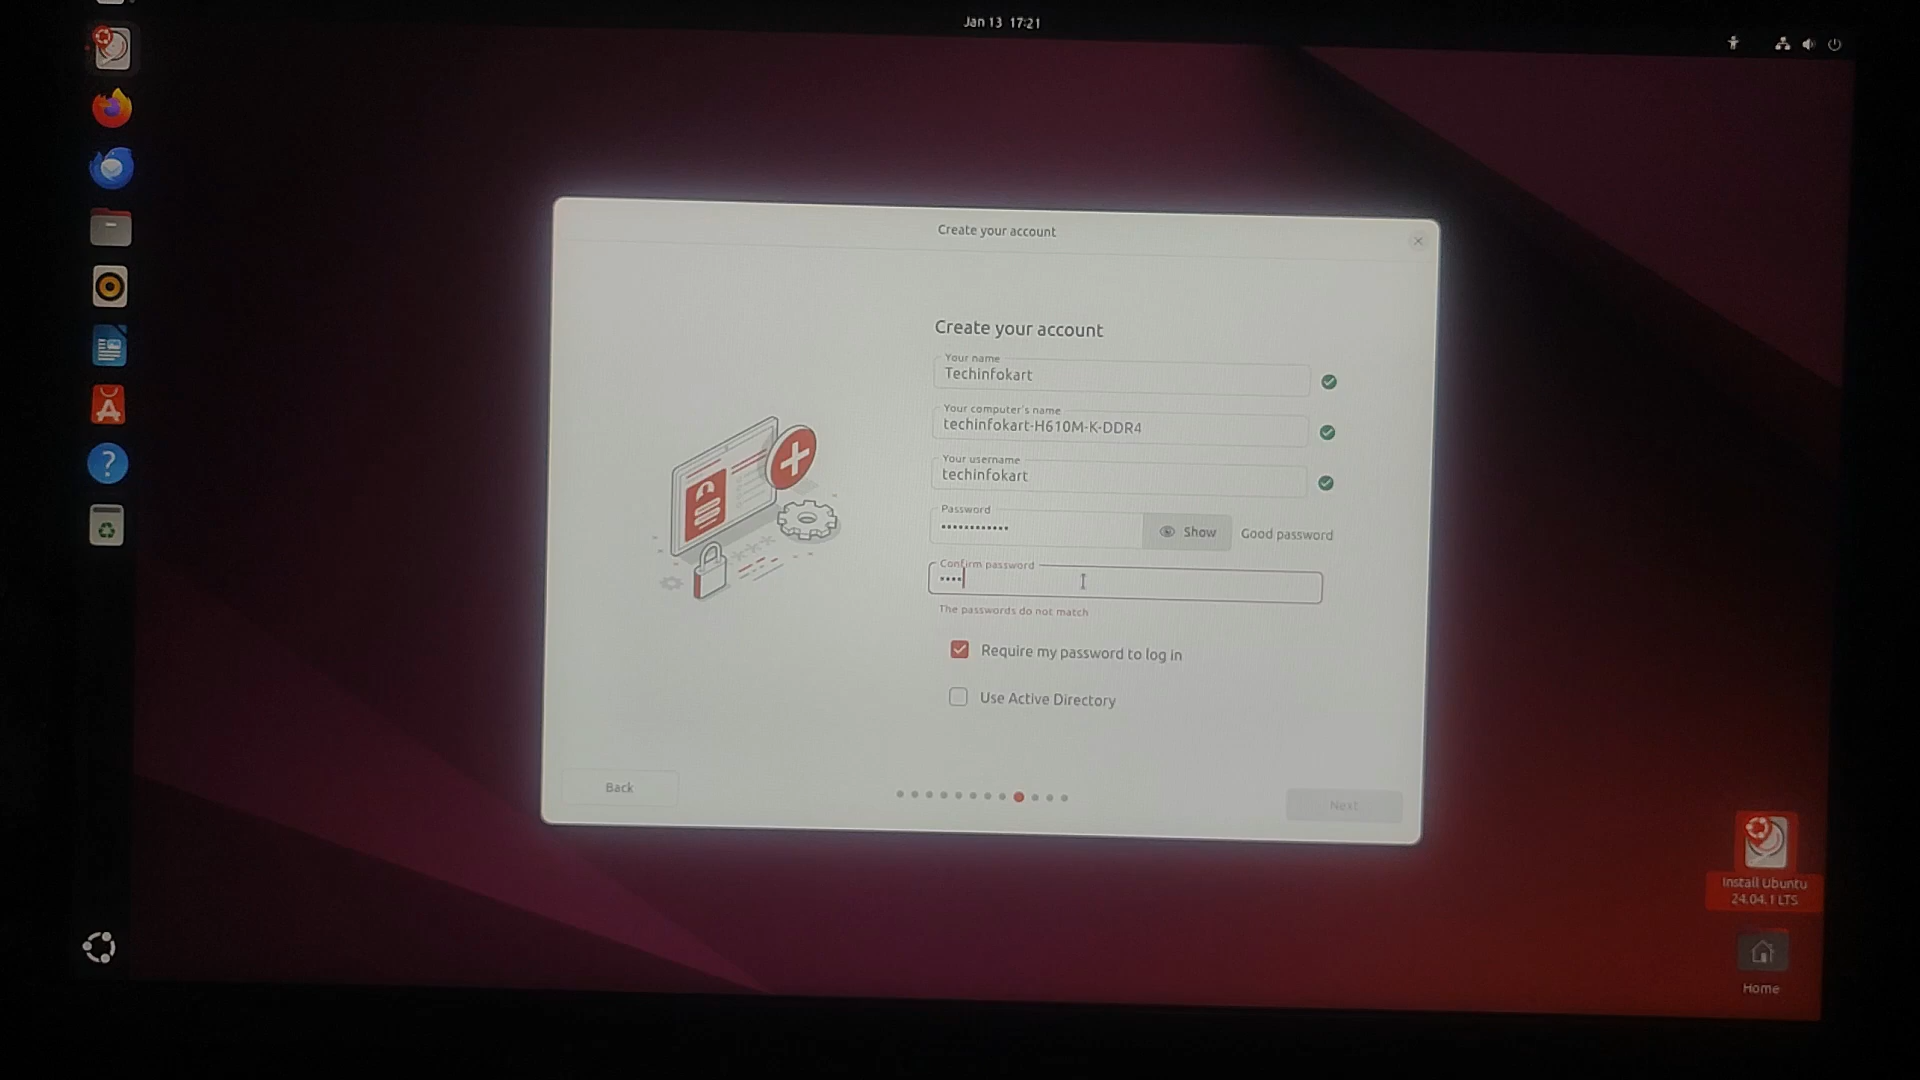 Jan 13 17:21
Create your account
Create your account
Your name
Techinfokart
Your computer's name
techinfokart-H610M-K-DDR4
Your username
techinfokart
Password
••••••••••••
Show
Good password
Confirm password
••••
The passwords do not match
Require my password to log in
Use Active Directory
Back
Next
Install Ubuntu
24.04.1 LTS
Home